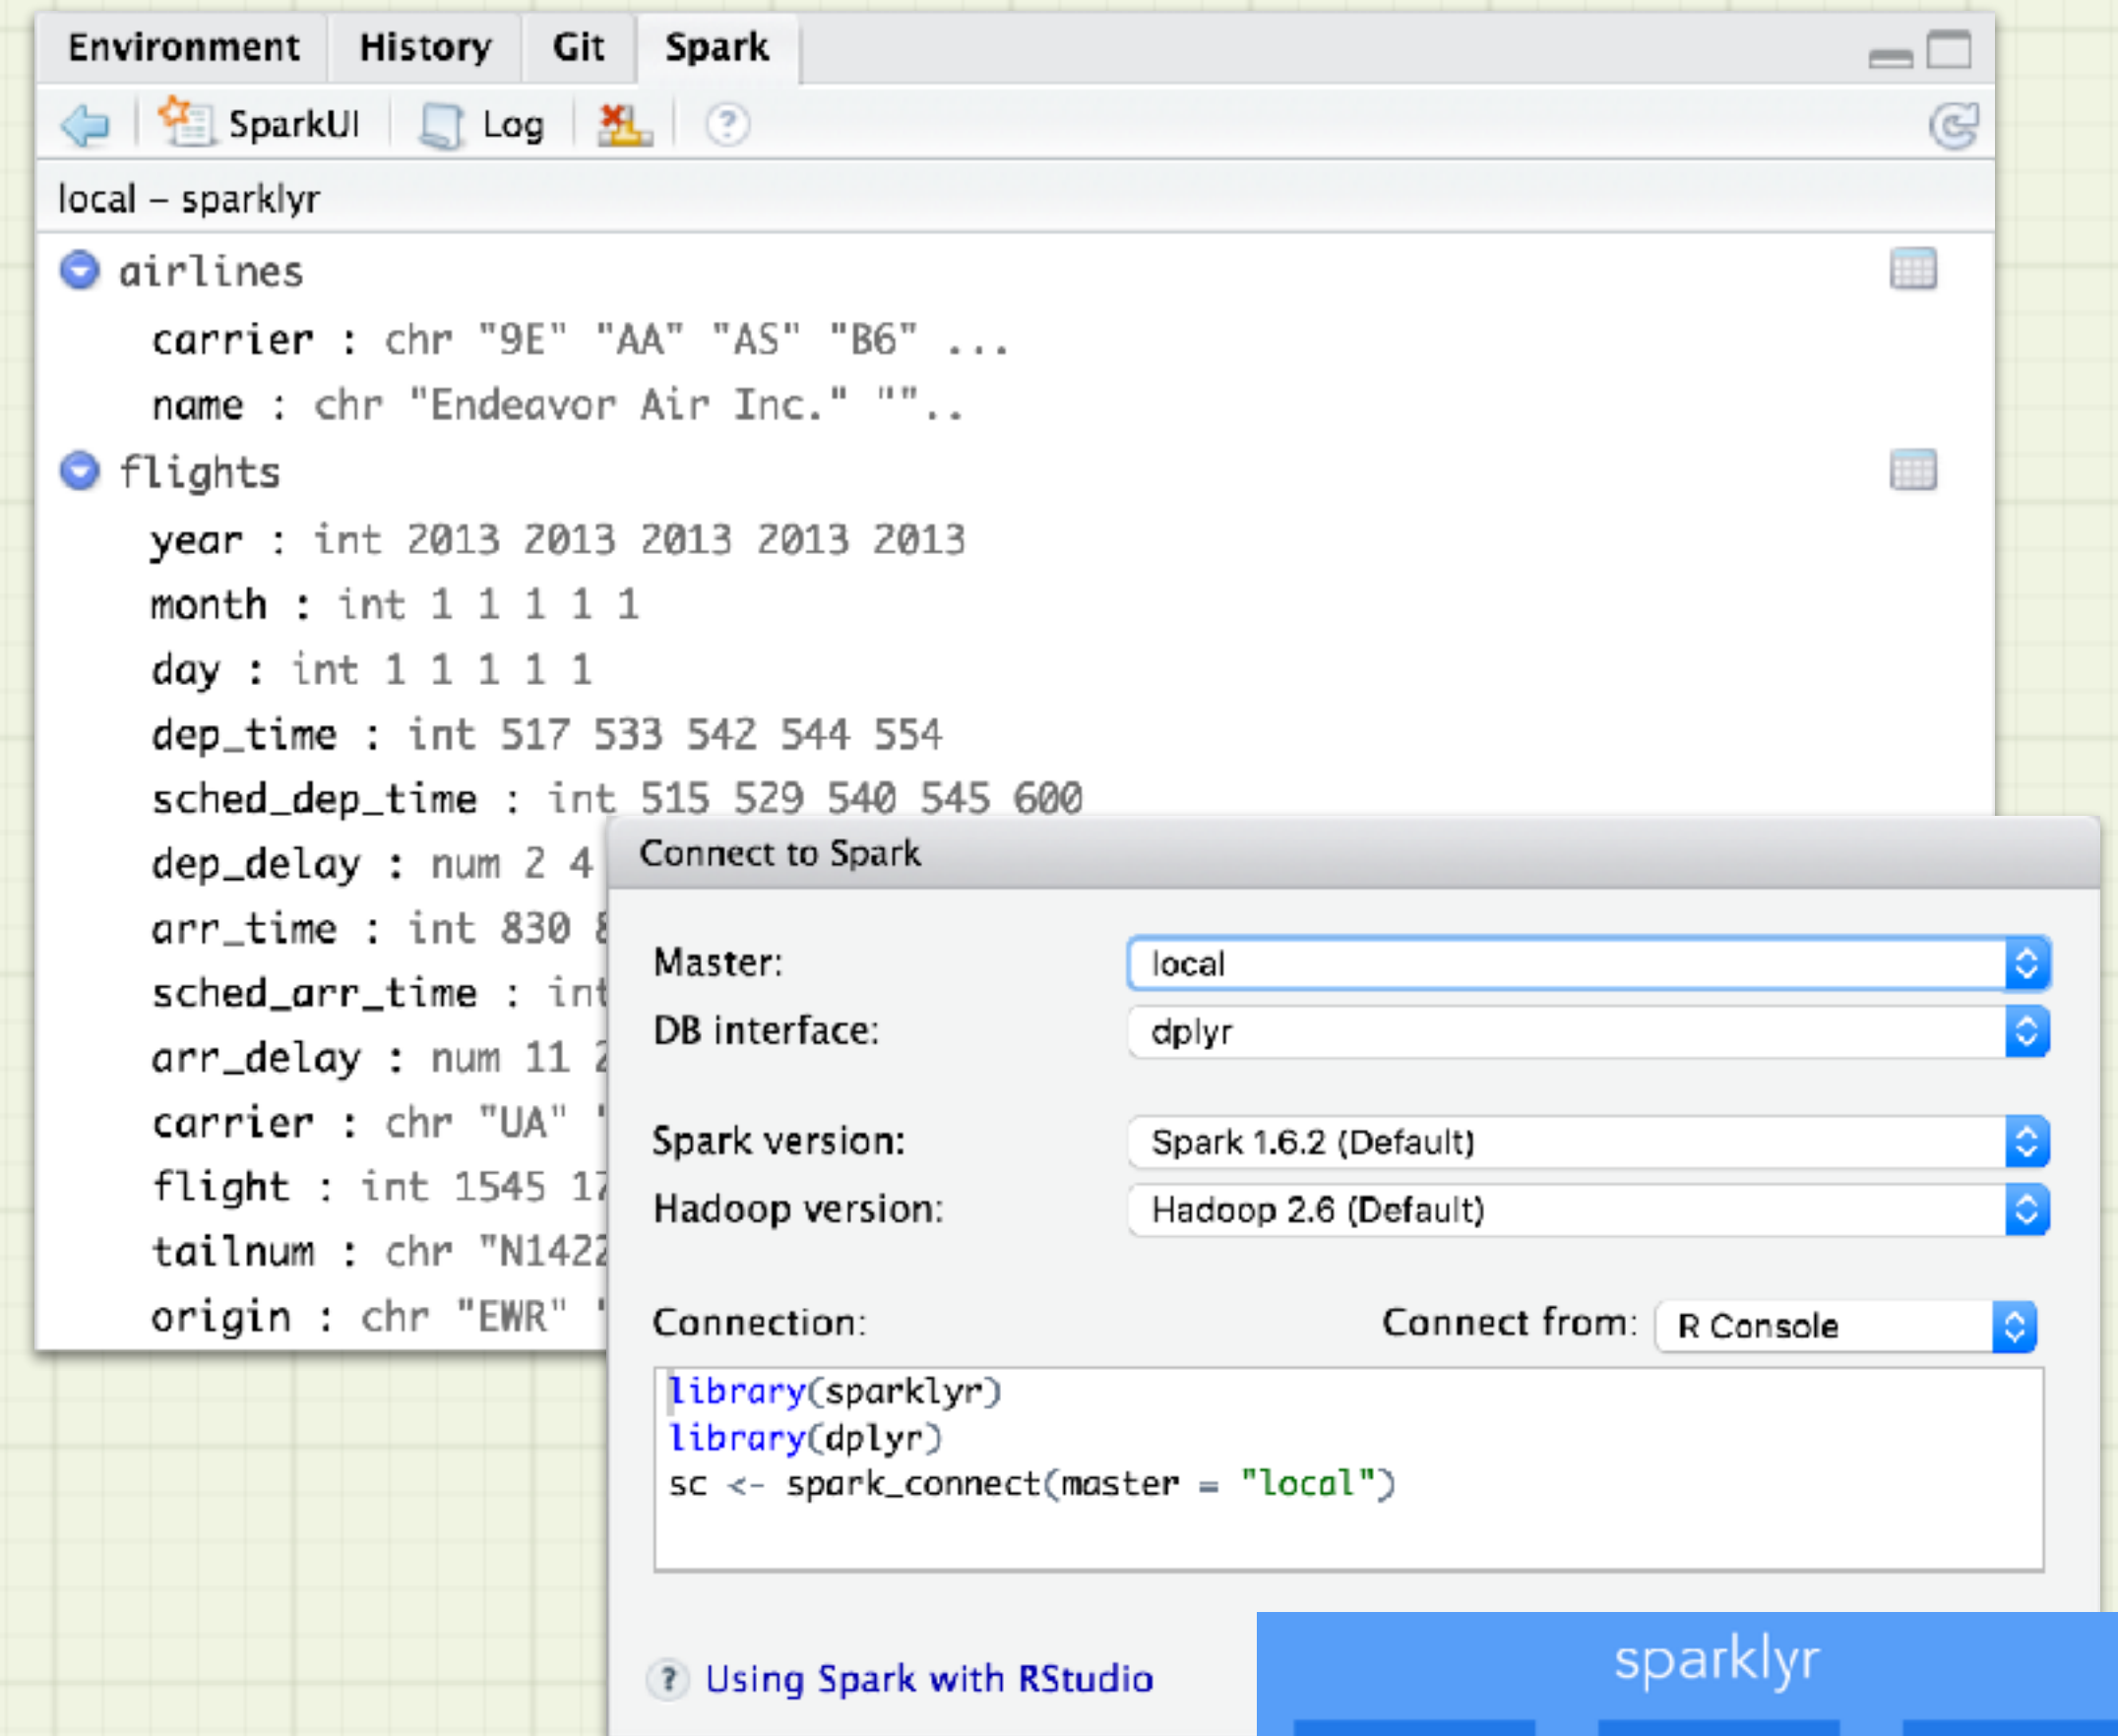 Environment History Git Spark
SparkUI Log
local – sparklyr
airlines
carrier : chr "9E" "AA" "AS" "B6" ...
name : chr "Endeavor Air Inc." ""..
flights
year : int 2013 2013 2013 2013 2013
month : int 1 1 1 1 1
day : int 1 1 1 1 1
dep_time : int 517 533 542 544 554
sched_dep_time : int 515 529 540 545 600
dep_delay : num 2 4
arr_time : int 830
sched_arr_time : int
arr_delay : num 11
carrier : chr "UA"
flight : int 1545
tailnum : chr
origin : chr "EWR"
Connect to Spark
Master: local
DB interface: dplyr
Spark version: Spark 1.6.2 (Default)
Hadoop version: Hadoop 2.6 (Default)
Connection: Connect from: R Console
library(sparklyr)
library(dplyr)
sc <- spark_connect(master = "local")
? Using Spark with RStudio
sparklyr